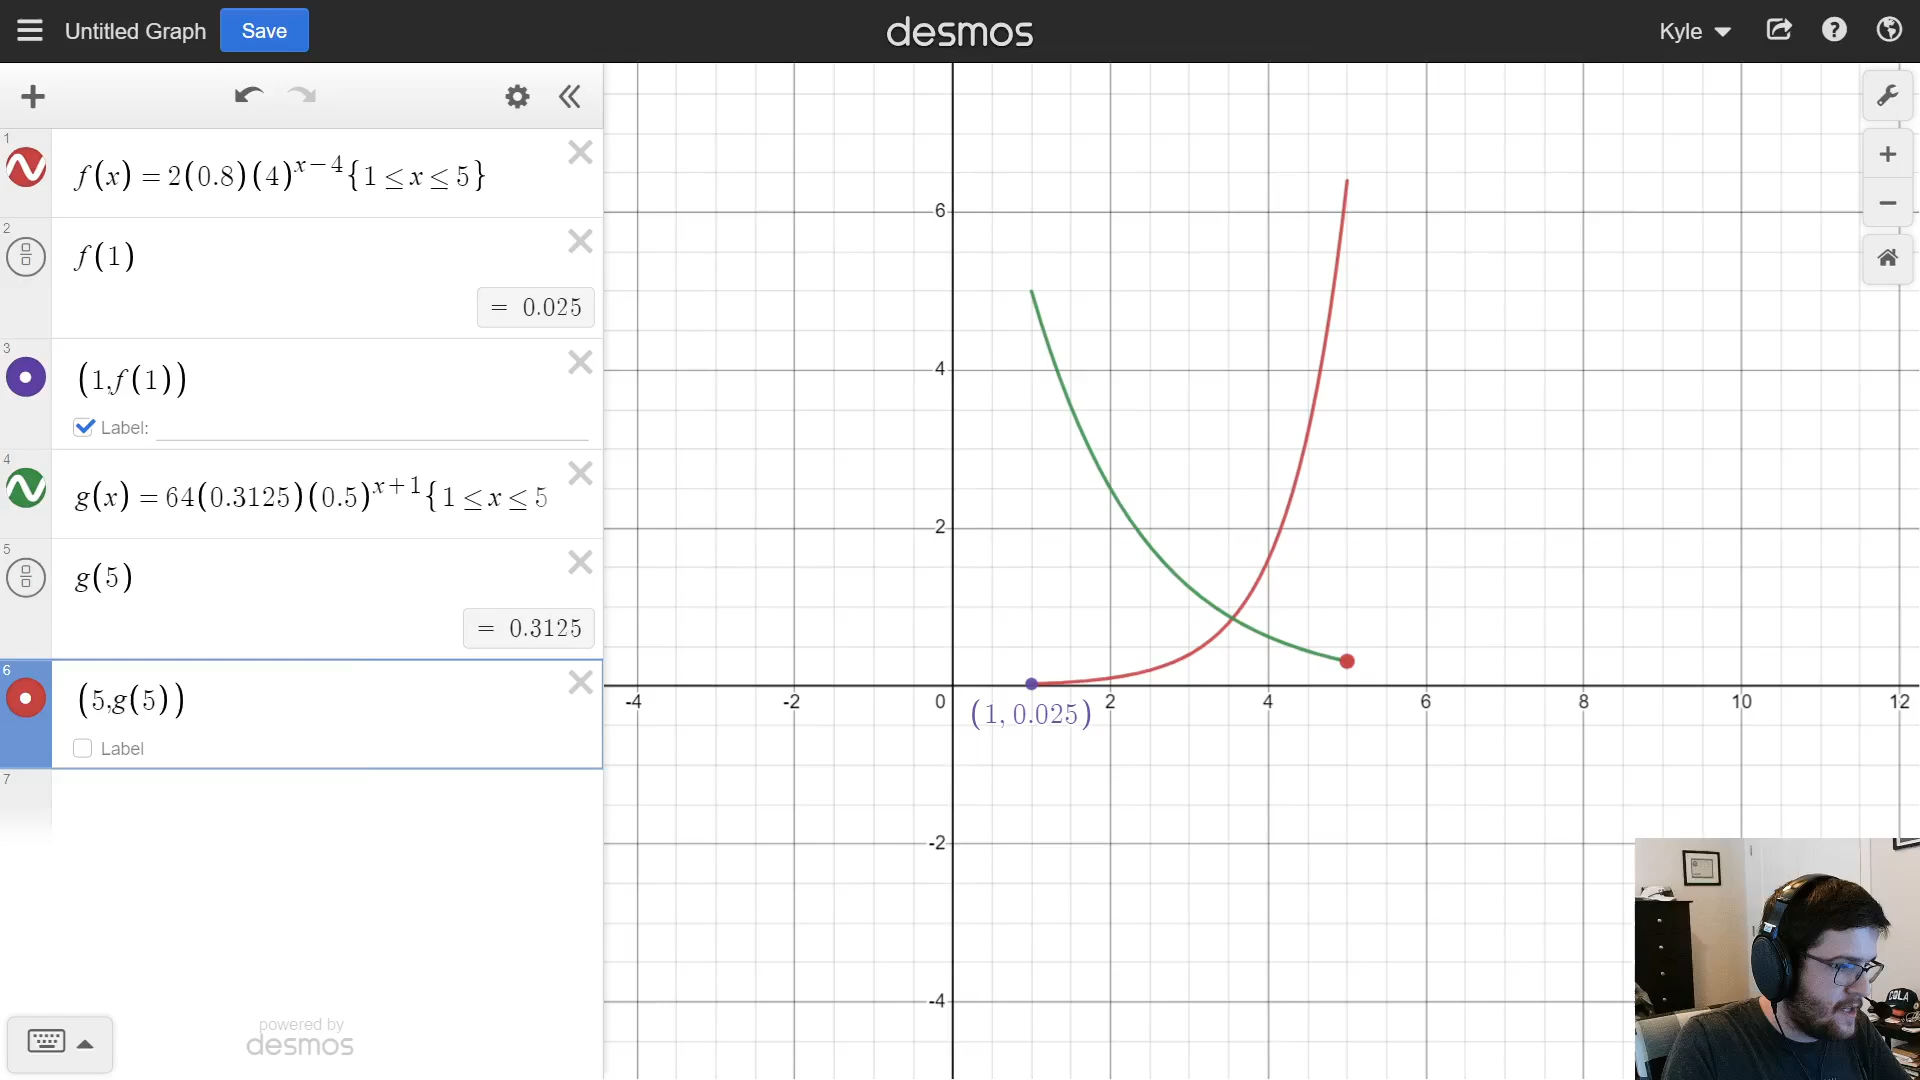 Untitled Graph
Save
desmos
Kyle
1
f(x) = 2(0.8)(4)^{x−4}{1 ≤ x ≤ 5}
2
f(1)
= 0.025
3
(1,f(1))
Label:
4
g(x) = 64(0.3125)(0.5)^{x+1}{1 ≤ x ≤ 5
5
g(5)
= 0.3125
6
(5,g(5))
Label
7
powered by
desmos
6
4
2
-4
-2
0
2
4
6
8
10
12
(1, 0.025)
-2
-4
COLA